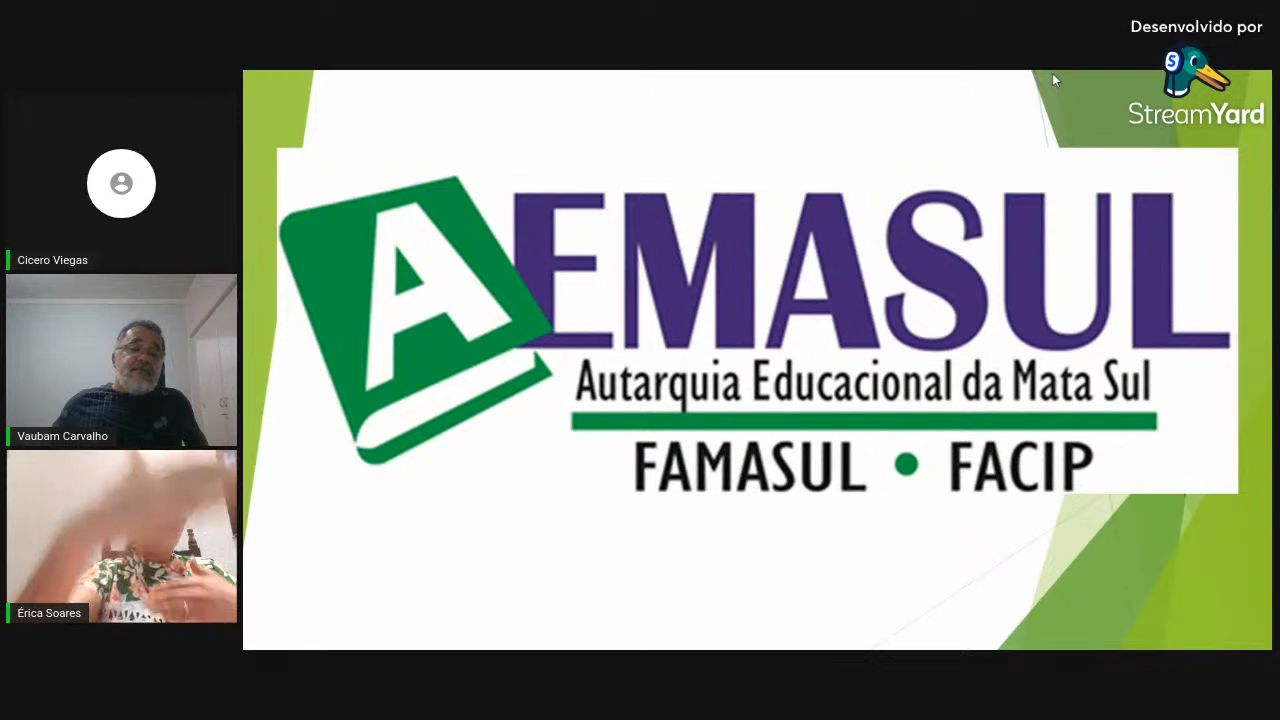 Desenvolvido por
S
StreamYard
AEMASUL
Autarquia Educacional da Mata Sul
FAMASUL • FACIP
Cicero Viegas
Vaubam Carvalho
Érica Soares